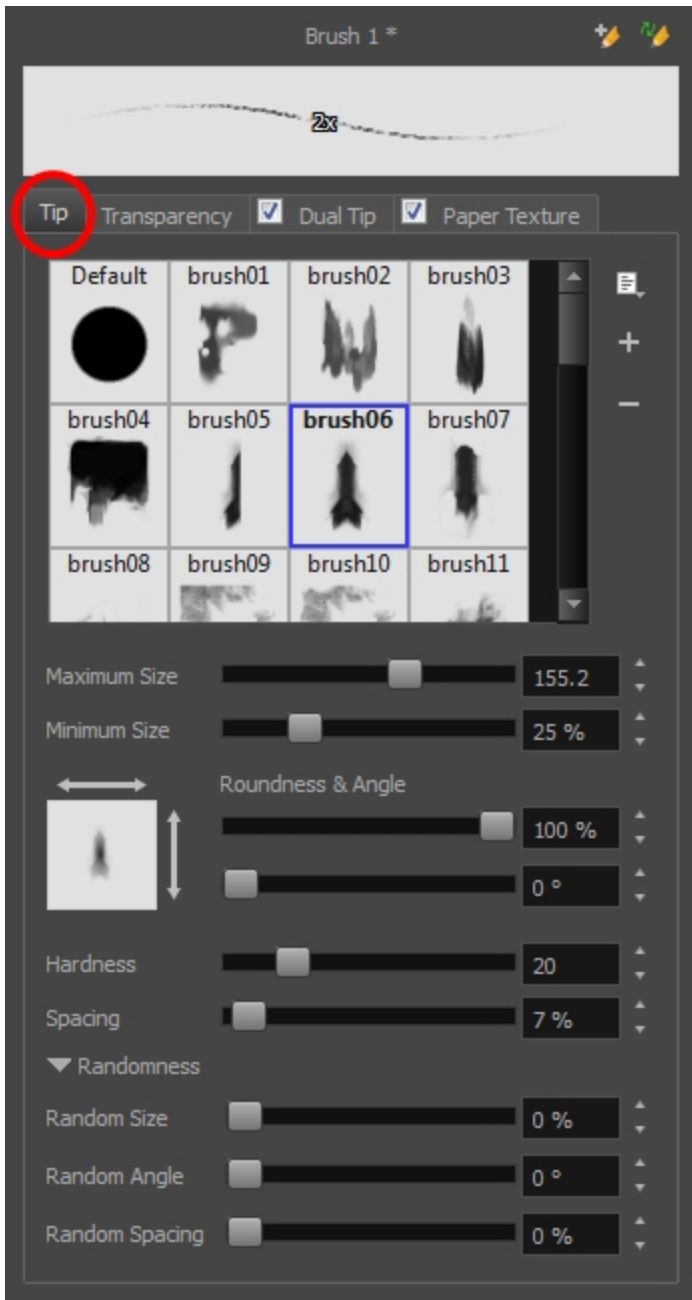 Brush 1 *
2x
Tip Transparency Dual Tip Paper Texture
Default brush01 brush02 brush03
brush04 brush05 brush06 brush07
brush08 brush09 brush10 brush11
Maximum Size 155.2
Minimum Size 25 %
Roundness & Angle
100 %
0 °
Hardness 20
Spacing 7 %
Randomness
Random Size 0 %
Random Angle 0 °
Random Spacing 0 %